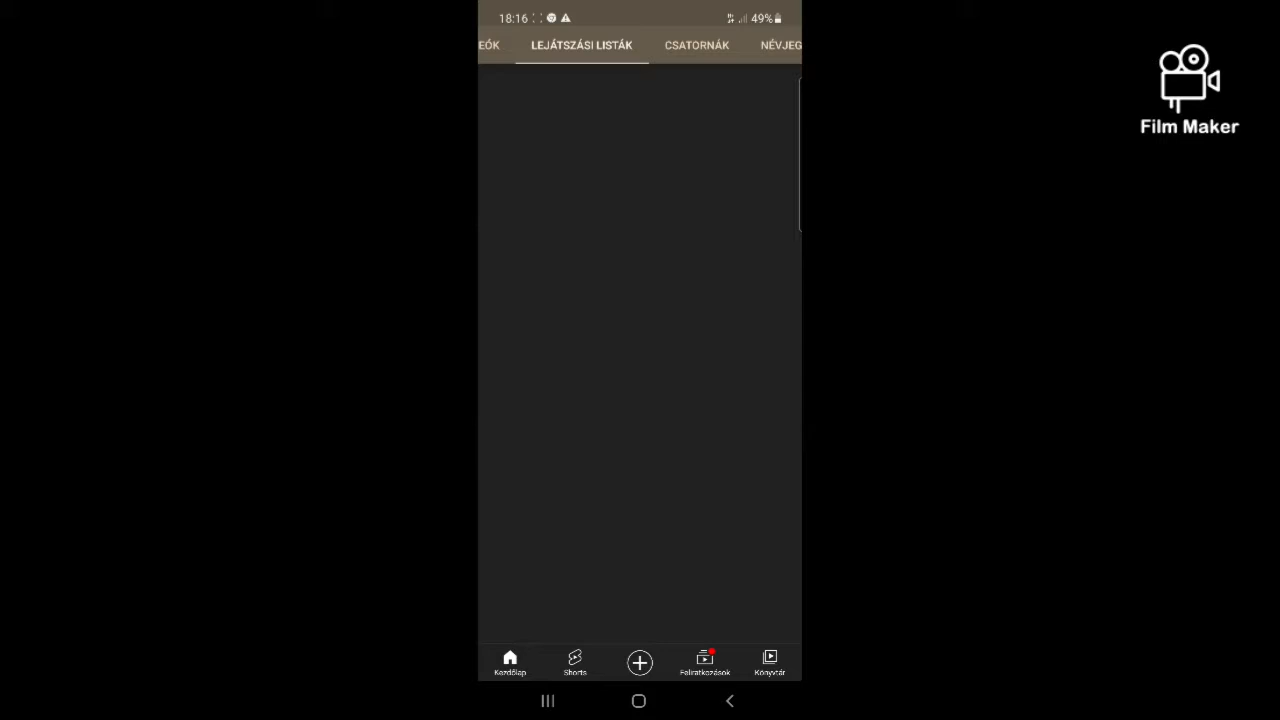 18:16 49%
EÓK LEJÁTSZÁSI LISTÁK CSATORNÁK NÉVJEG
Film Maker
Kezdőlap Shorts Feliratkozások Könyvtár